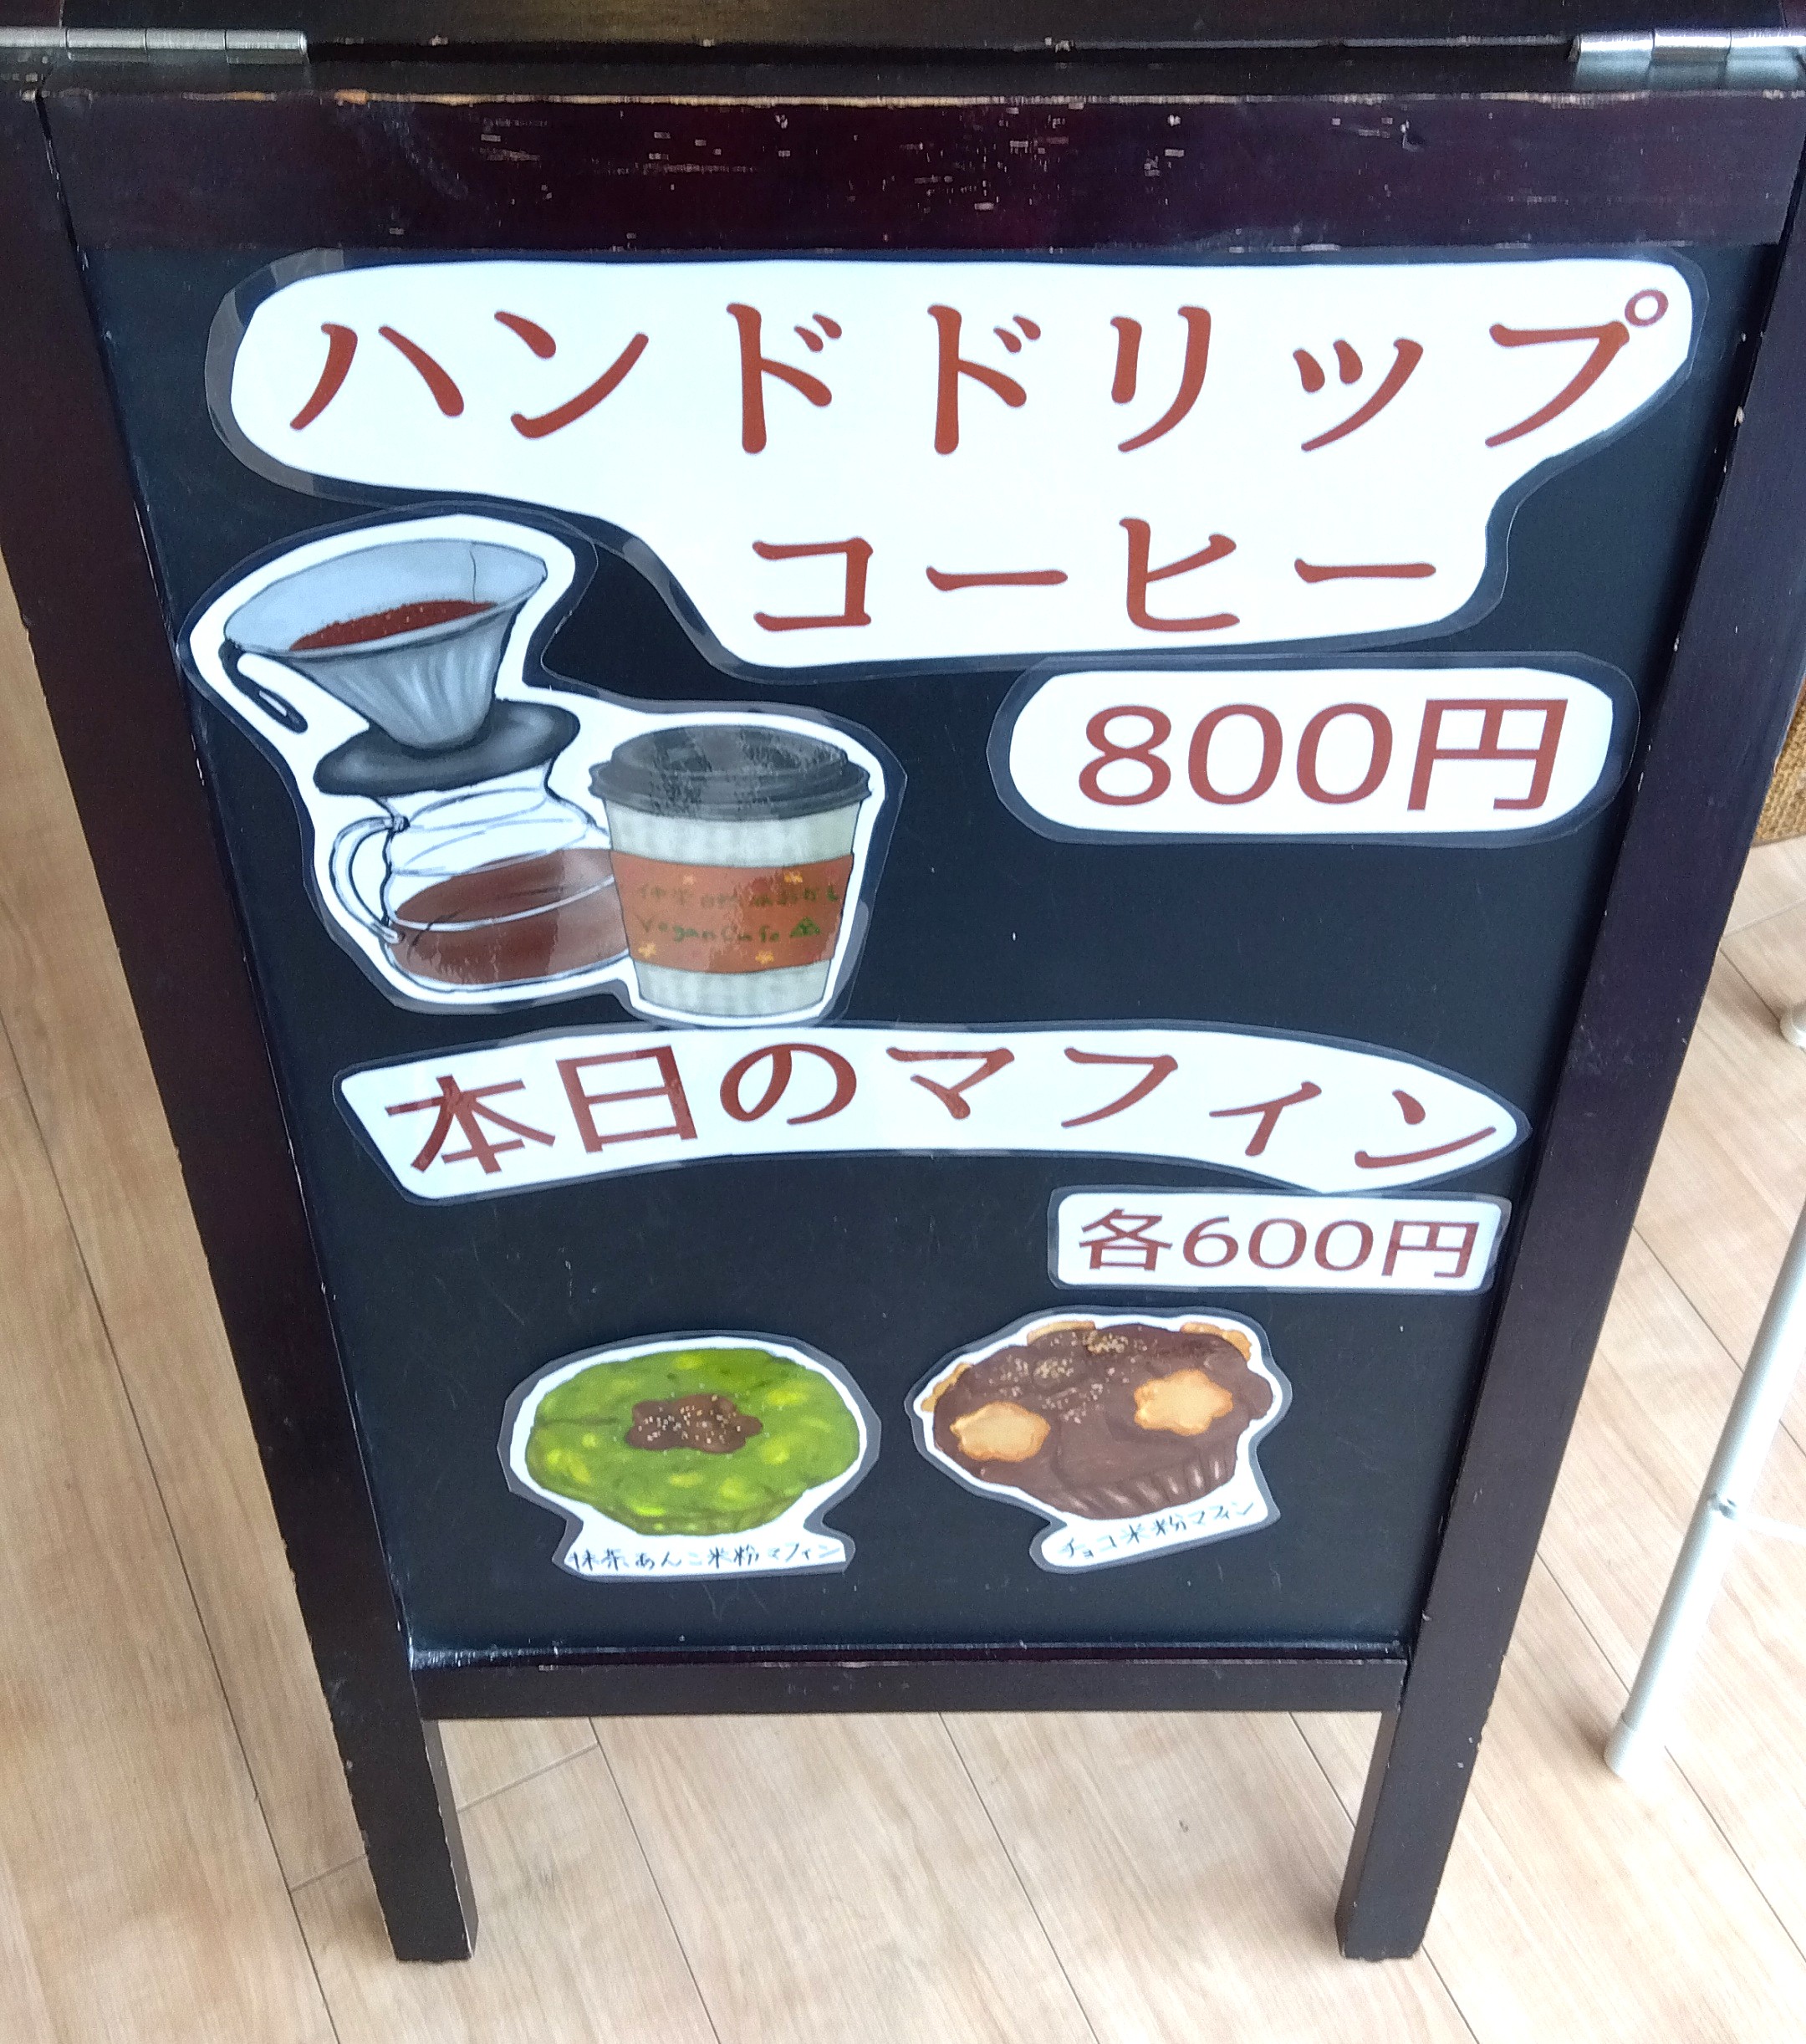 ハンドドリップ
コーヒー
800円
Vegan Cafe
本日のマフィン
各600円
抹茶あんこ米粉マフィン
チョコ米粉マフィン